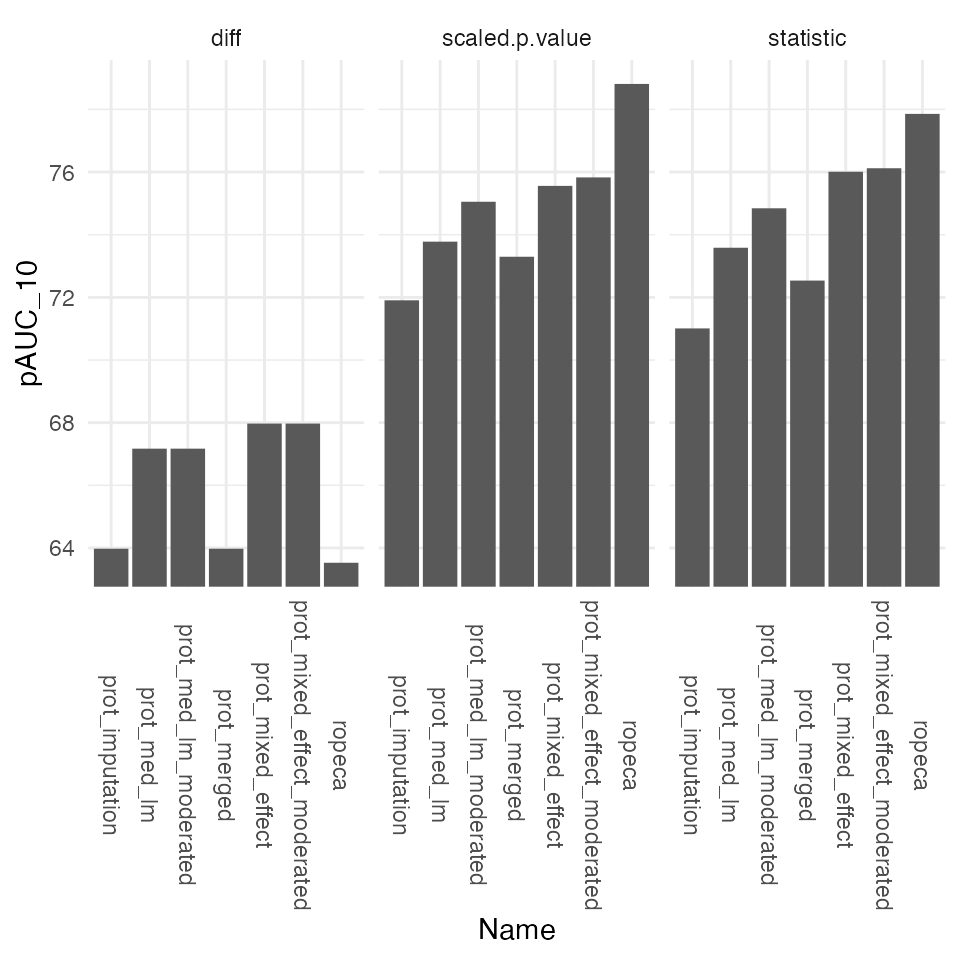 diff
scaled.p.value
statistic
pAUC_10
76
72
68
64
prot_imputation
prot_med_lm
prot_med_lm_moderated
prot_merged
prot_mixed_effect
prot_mixed_effect_moderated
ropeca
prot_imputation
prot_med_lm
prot_med_lm_moderated
prot_merged
prot_mixed_effect
prot_mixed_effect_moderated
ropeca
prot_imputation
prot_med_lm
prot_med_lm_moderated
prot_merged
prot_mixed_effect
prot_mixed_effect_moderated
ropeca
Name